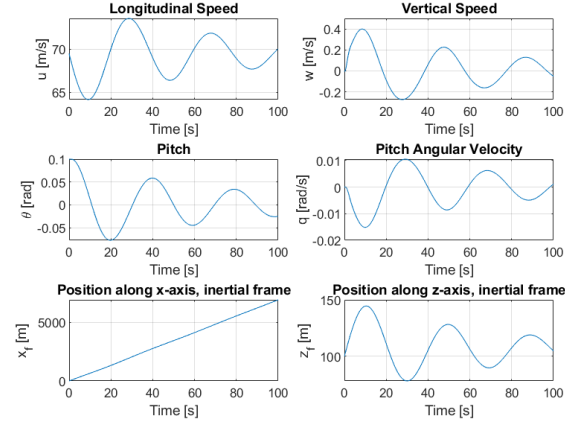 Longitudinal Speed
u [m/s]
70
65
0 20 40 60 80 100
Time [s]
Vertical Speed
w [m/s]
0.4
0.2
0
-0.2
0 20 40 60 80 100
Time [s]
Pitch
θ [rad]
0.1
0.05
0
-0.05
0 20 40 60 80 100
Time [s]
Pitch Angular Velocity
q [rad/s]
0.01
0
-0.01
-0.02
0 20 40 60 80 100
Time [s]
Position along x-axis, inertial frame
x_f [m]
5000
0
0 20 40 60 80 100
Time [s]
Position along z-axis, inertial frame
z_f [m]
150
100
0 20 40 60 80 100
Time [s]